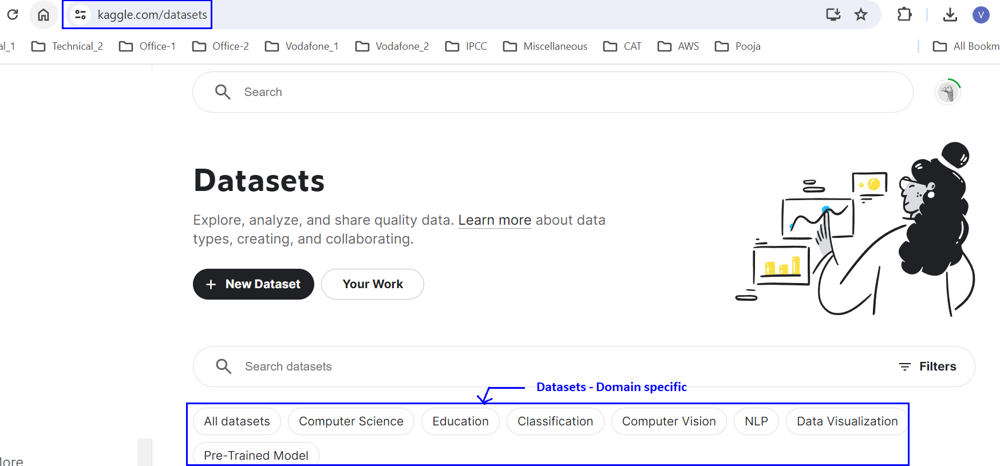 kaggle.com/datasets
V
al_1 Technical_2 Office-1 Office-2 Vodafone_1 Vodafone_2 IPCC Miscellaneous CAT AWS Pooja All Bookm
Search
Datasets
Explore, analyze, and share quality data. Learn more about data
types, creating, and collaborating.
+ New Dataset Your Work
Search datasets Filters
Datasets - Domain specific
All datasets Computer Science Education Classification Computer Vision NLP Data Visualization
Pre-Trained Model
ore